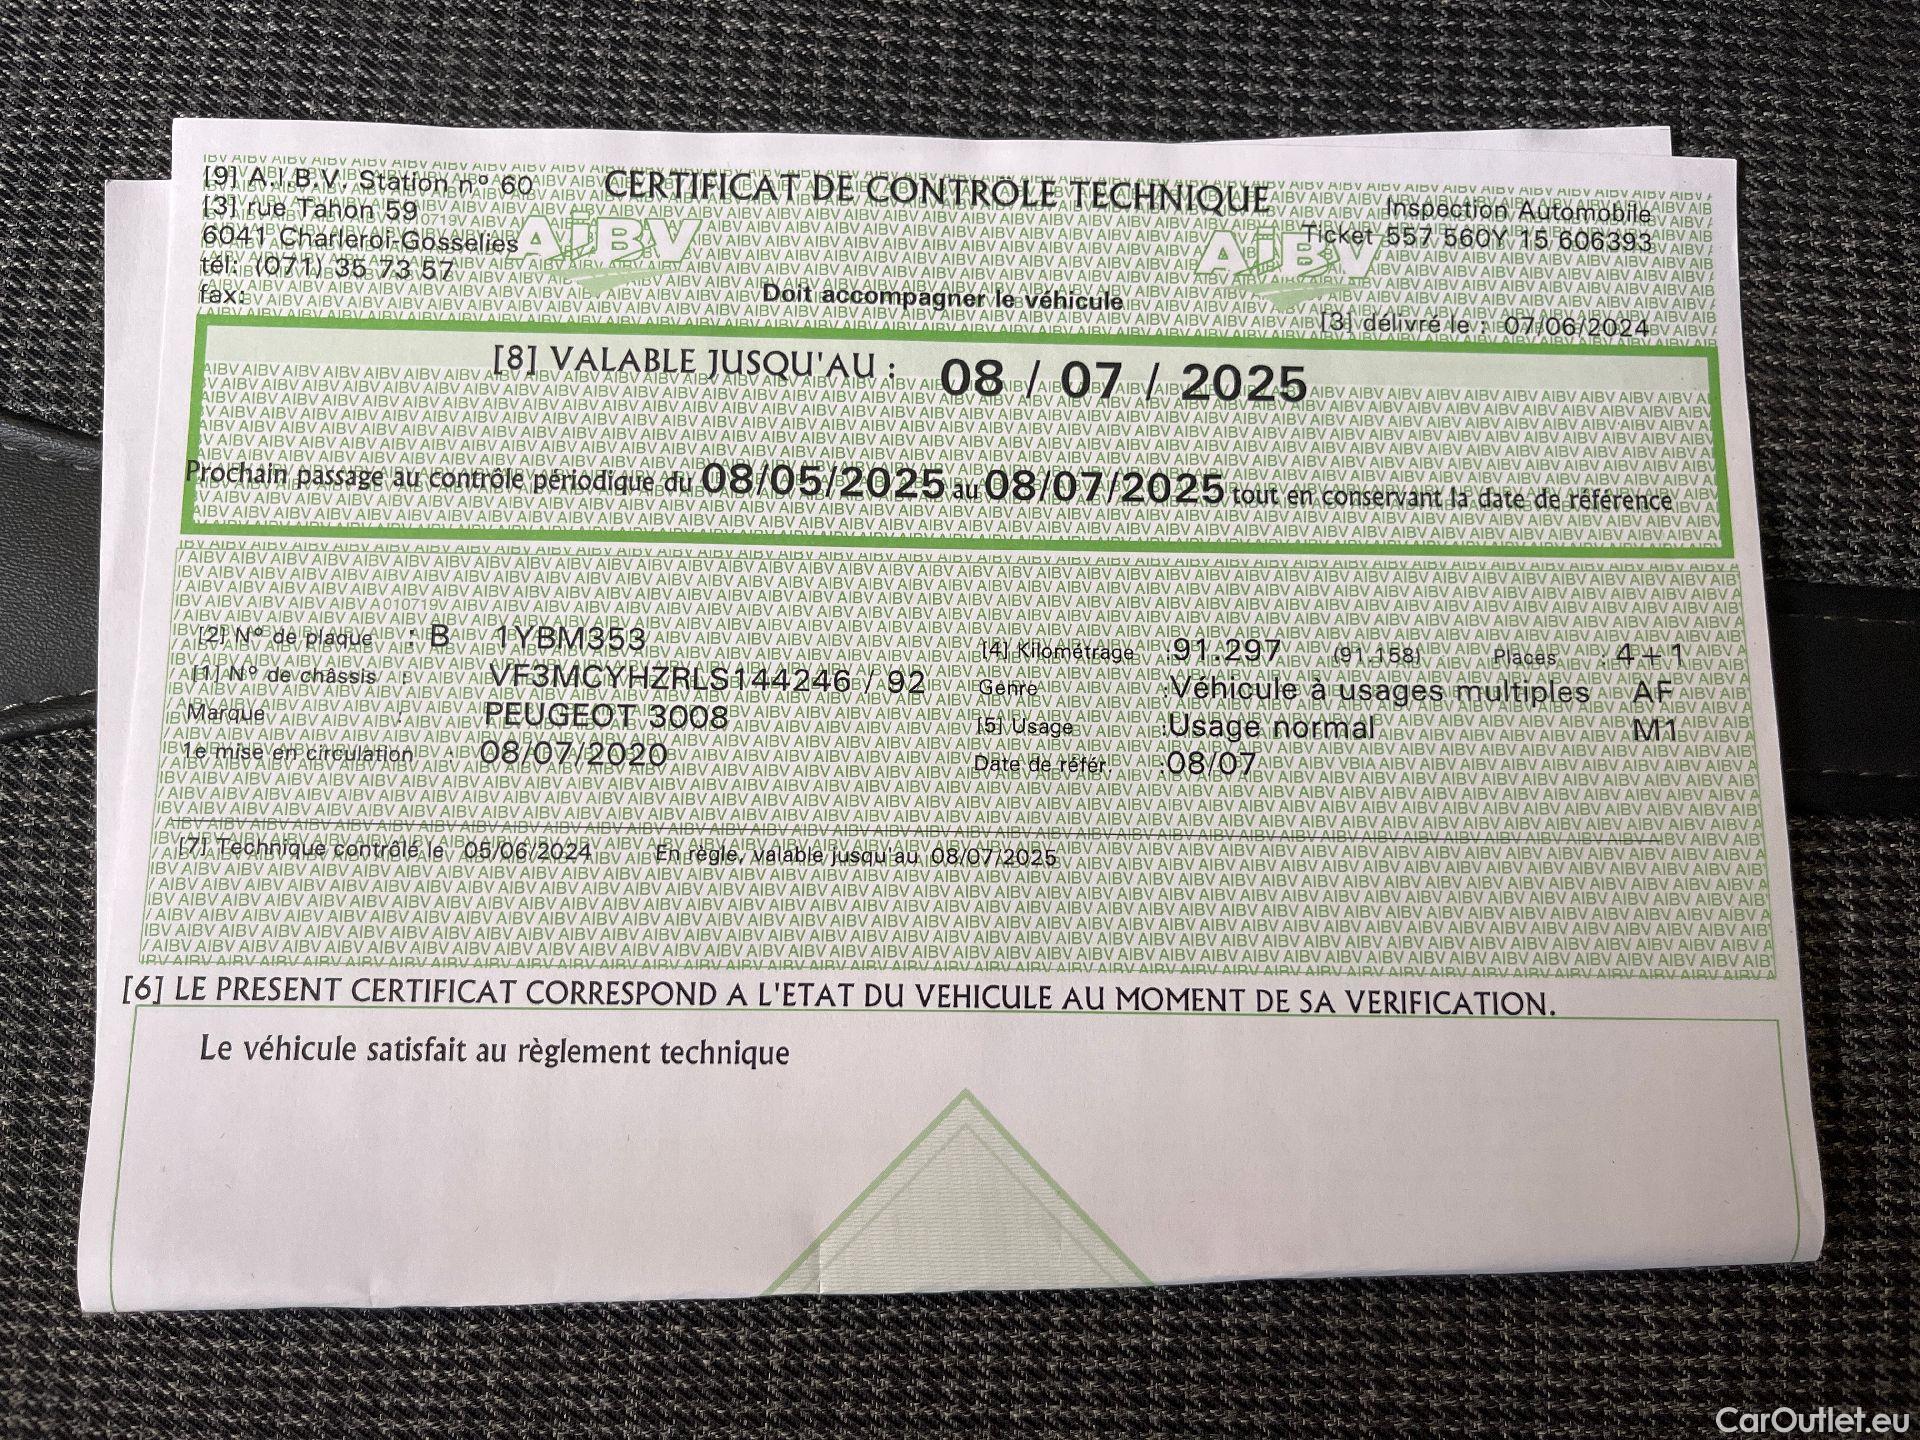 [9] A.I.B.V. Station n° 60
[3] rue Tahon 59
6041 Charleroi-Gosselies
tél: (071) 35 73 57
fax:
CERTIFICAT DE CONTRÔLE TECHNIQUE
AIBV
AIBV
Doit accompagner le véhicule
Inspection Automobile
Ticket 557 560Y 15 606393
[3] délivré le : 07/06/2024
[8] VALABLE JUSQU'AU : 08 / 07 / 2025
Prochain passage au contrôle périodique du 08/05/2025 au 08/07/2025 tout en conservant la date de référence
010719
[2] N° de plaque : B 1YBM353
[1] N° de châssis : VF3MCYHZRLS144246 / 92
Marque : PEUGEOT 3008
1e mise en circulation : 08/07/2020
[4] Kilométrage :91.297 (91.158) Places : 4+1
Genre :Véhicule à usages multiples AF
[5] Usage :Usage normal M1
Date de référ. :08/07
[7] Technique contrôlé le 05/06/2024 En règle, valable jusqu'au 08/07/2025
[6] LE PRESENT CERTIFICAT CORRESPOND A L'ETAT DU VEHICULE AU MOMENT DE SA VERIFICATION.
Le véhicule satisfait au règlement technique
CarOutlet.eu